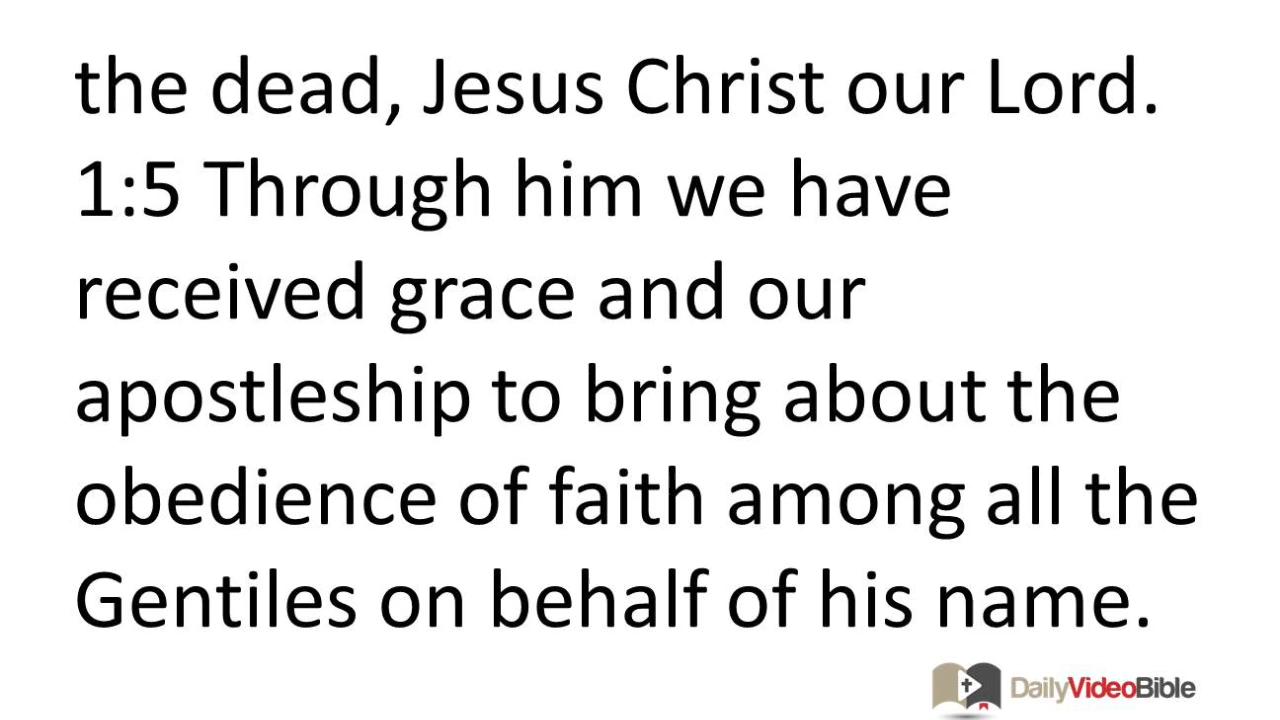 the dead, Jesus Christ our Lord.
1:5 Through him we have
received grace and our
apostleship to bring about the
obedience of faith among all the
Gentiles on behalf of his name.
DailyVideoBible